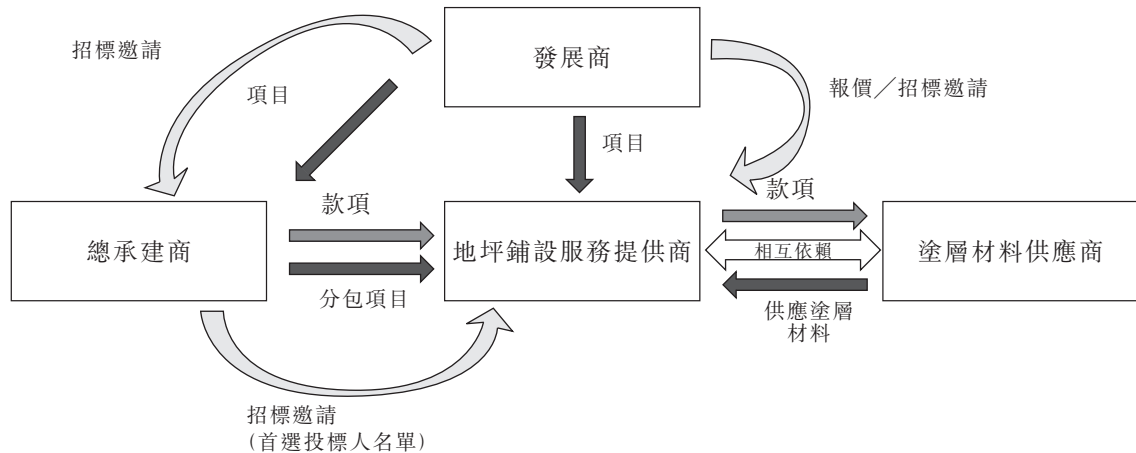 招標邀請
發展商
項目
報價／招標邀請
項目
款項
款項
總承建商
地坪鋪設服務提供商
相互依賴
塗層材料供應商
分包項目
供應塗層
材料
招標邀請
(首選投標人名單)